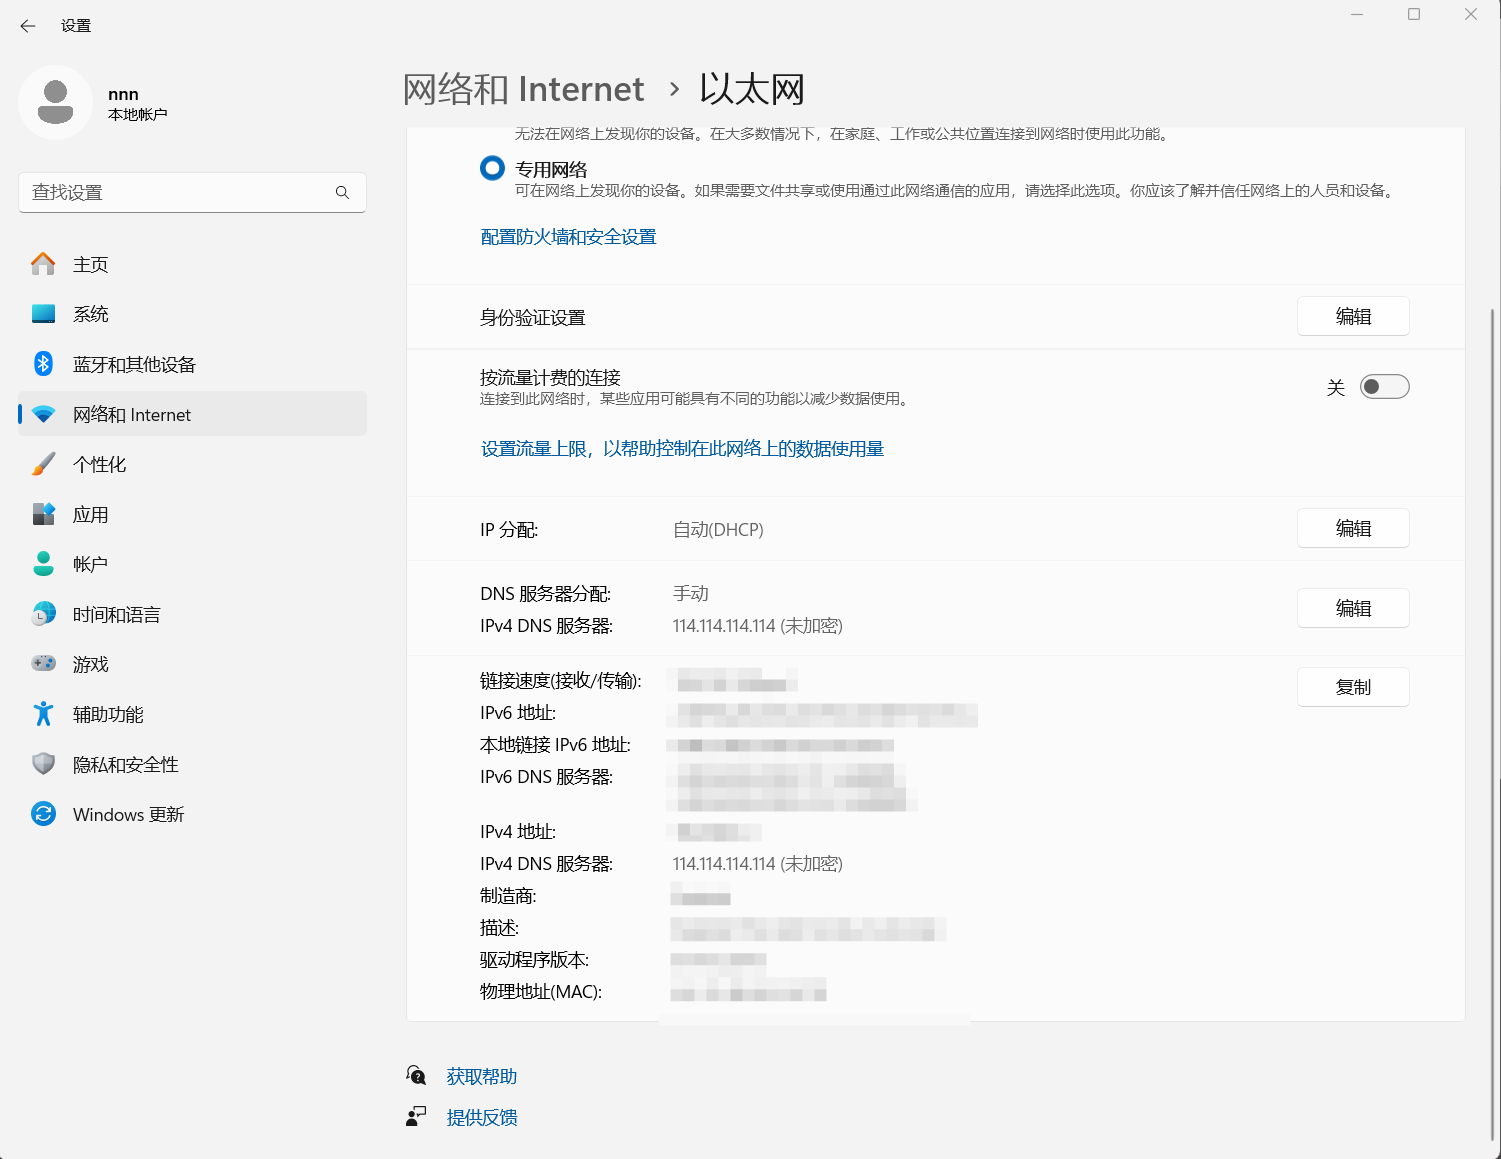 设置
nnn
本地帐户
查找设置
主页
系统
蓝牙和其他设备
网络和 Internet
个性化
应用
帐户
时间和语言
游戏
辅助功能
隐私和安全性
Windows 更新
网络和 Internet › 以太网
无法在网络上发现你的设备。在大多数情况下，在家庭、工作或公共位置连接到网络时使用此功能。
专用网络
可在网络上发现你的设备。如果需要文件共享或使用通过此网络通信的应用，请选择此选项。你应该了解并信任网络上的人员和设备。
配置防火墙和安全设置
身份验证设置 编辑
按流量计费的连接 关
连接到此网络时，某些应用可能具有不同的功能以减少数据使用。
设置流量上限，以帮助控制在此网络上的数据使用量
IP 分配: 自动(DHCP) 编辑
DNS 服务器分配: 手动
IPv4 DNS 服务器: 114.114.114.114 (未加密) 编辑
链接速度(接收/传输): 复制
IPv6 地址:
本地链接 IPv6 地址:
IPv6 DNS 服务器:
IPv4 地址:
IPv4 DNS 服务器: 114.114.114.114 (未加密)
制造商:
描述:
驱动程序版本:
物理地址(MAC):
获取帮助
提供反馈